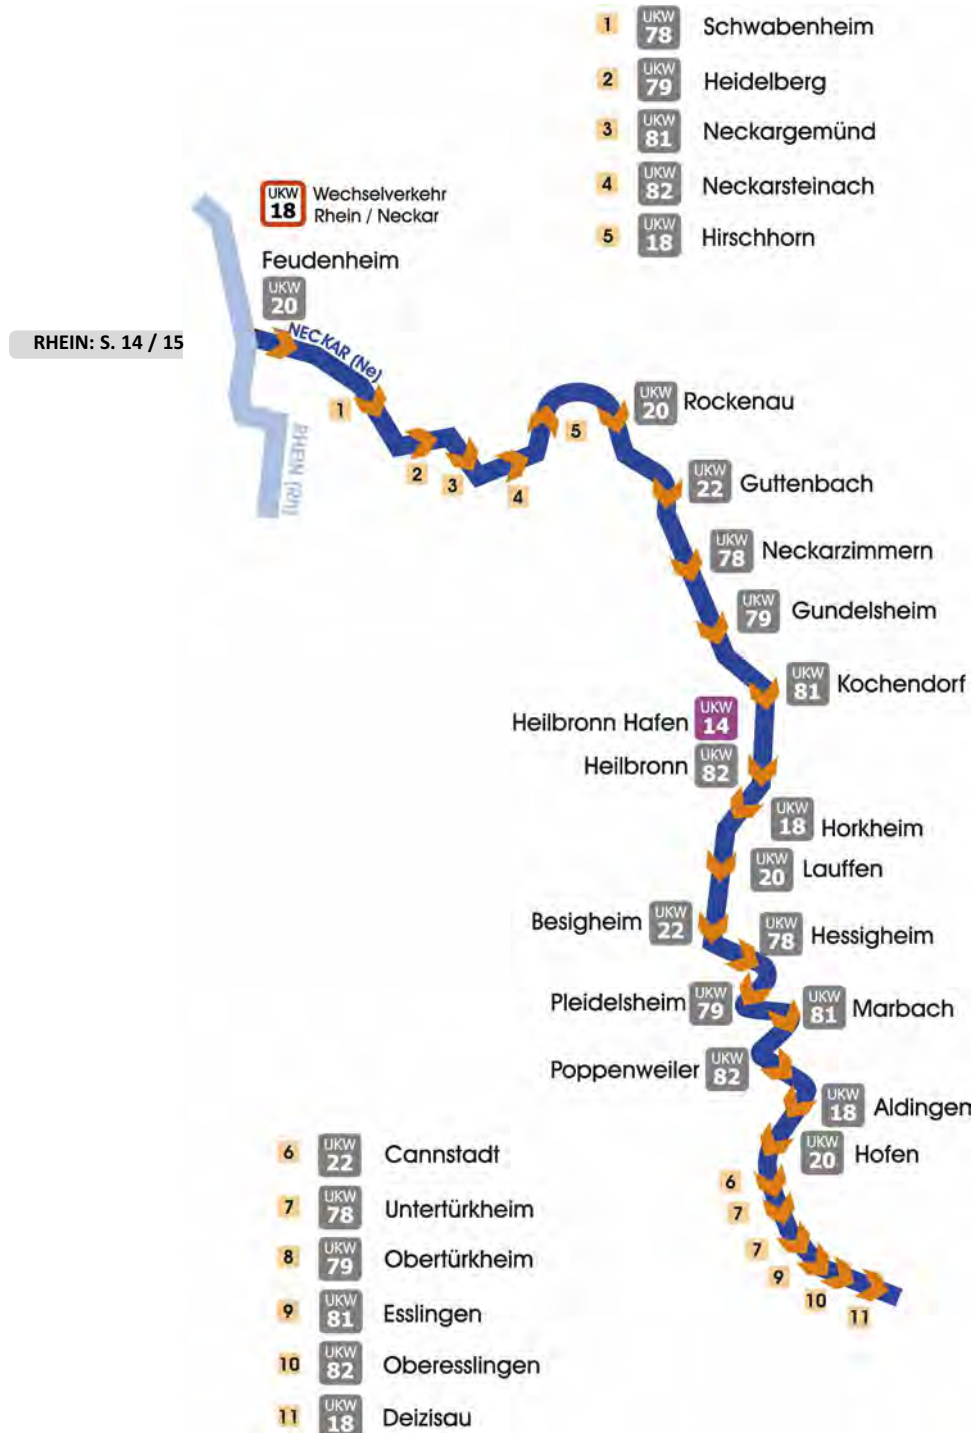 1 UKW 78 Schwabenheim
2 UKW 79 Heidelberg
3 UKW 81 Neckargemünd
4 UKW 82 Neckarsteinach
5 UKW 18 Hirschhorn
UKW 18 Wechselverkehr
Rhein / Neckar
Feudenheim
UKW 20
RHEIN: S. 14 / 15
NECKAR (Ne)
RHEIN (Rh)
1
2
3
4
5
UKW 20 Rockenau
UKW 22 Guttenbach
UKW 78 Neckarzimmern
UKW 79 Gundelsheim
UKW 81 Kochendorf
Heilbronn Hafen UKW 14
Heilbronn UKW 82
UKW 18 Horkheim
UKW 20 Lauffen
Besigheim UKW 22
UKW 78 Hessigheim
Pleidelsheim UKW 79
UKW 81 Marbach
Poppenweiler UKW 82
UKW 18 Aldingen
UKW 20 Hofen
6
7
7
9
10
11
6 UKW 22 Cannstadt
7 UKW 78 Untertürkheim
8 UKW 79 Obertürkheim
9 UKW 81 Esslingen
10 UKW 82 Oberesslingen
11 UKW 18 Deizisau